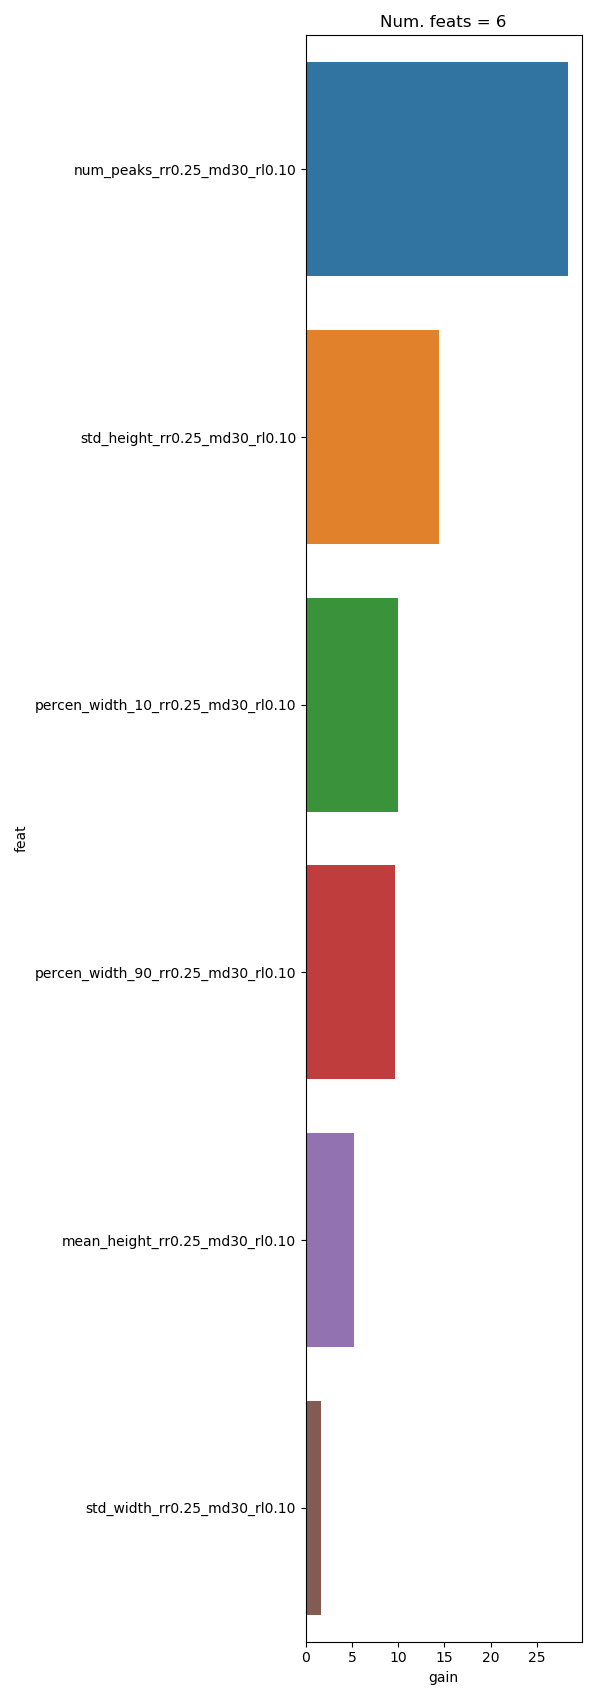 Num. feats = 6
num_peaks_rr0.25_md30_rl0.10
std_height_rr0.25_md30_rl0.10
percen_width_10_rr0.25_md30_rl0.10
feat
percen_width_90_rr0.25_md30_rl0.10
mean_height_rr0.25_md30_rl0.10
std_width_rr0.25_md30_rl0.10
0 5 10 15 20 25
gain